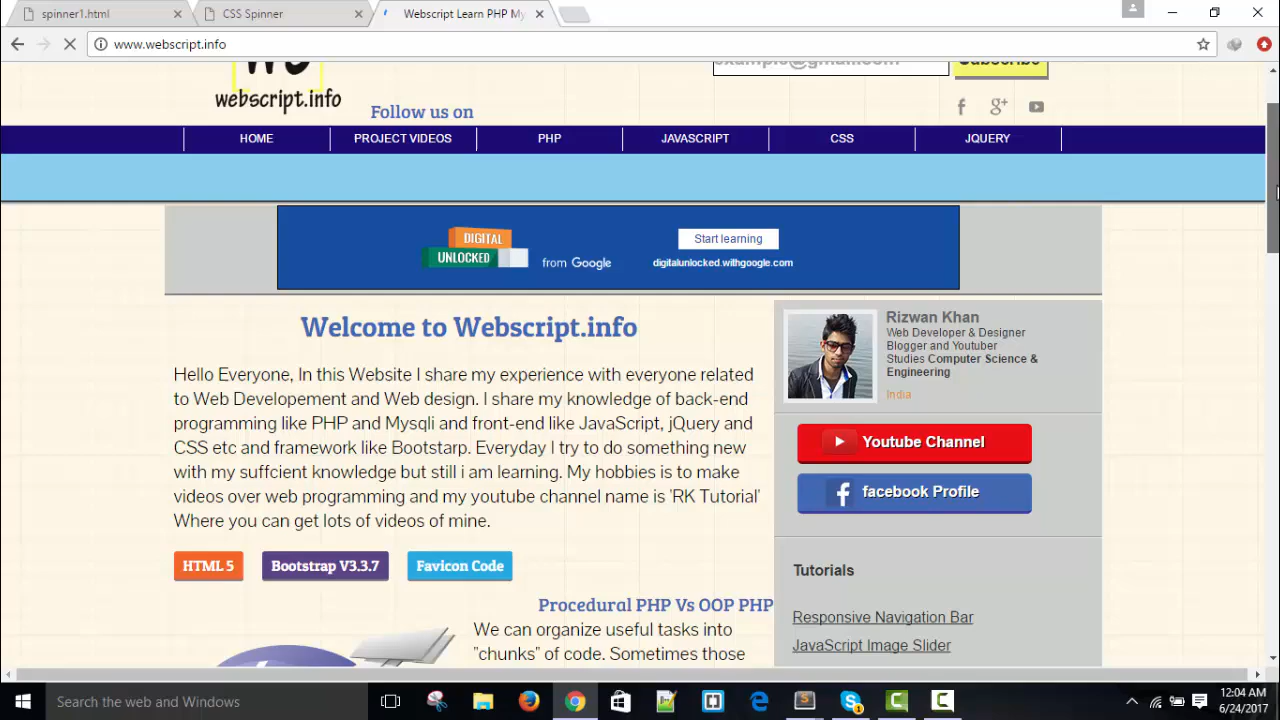 spinner1.html
CSS Spinner
Webscript Learn PHP My
www.webscript.info
example@gmail.com
Subscribe
webscript.info
Follow us on
HOME
PROJECT VIDEOS
PHP
JAVASCRIPT
CSS
JQUERY
DIGITAL
UNLOCKED
from Google
Start learning
digitalunlocked.withgoogle.com
Welcome to Webscript.info
Hello Everyone, In this Website I share my experience with everyone related
to Web Developement and Web design. I share my knowledge of back-end
programming like PHP and Mysqli and front-end like JavaScript, jQuery and
CSS etc and framework like Bootstarp. Everyday I try to do something new
with my suffcient knowledge but still i am learning. My hobbies is to make
videos over web programming and my youtube channel name is 'RK Tutorial'
Where you can get lots of videos of mine.
HTML 5
Bootstrap V3.3.7
Favicon Code
Procedural PHP Vs OOP PHP
We can organize useful tasks into
"chunks" of code. Sometimes those
Rizwan Khan
Web Developer & Designer
Blogger and Youtuber
Studies Computer Science &
Engineering
India
Youtube Channel
facebook Profile
Tutorials
Responsive Navigation Bar
JavaScript Image Slider
Search the web and Windows
12:04 AM
6/24/2017